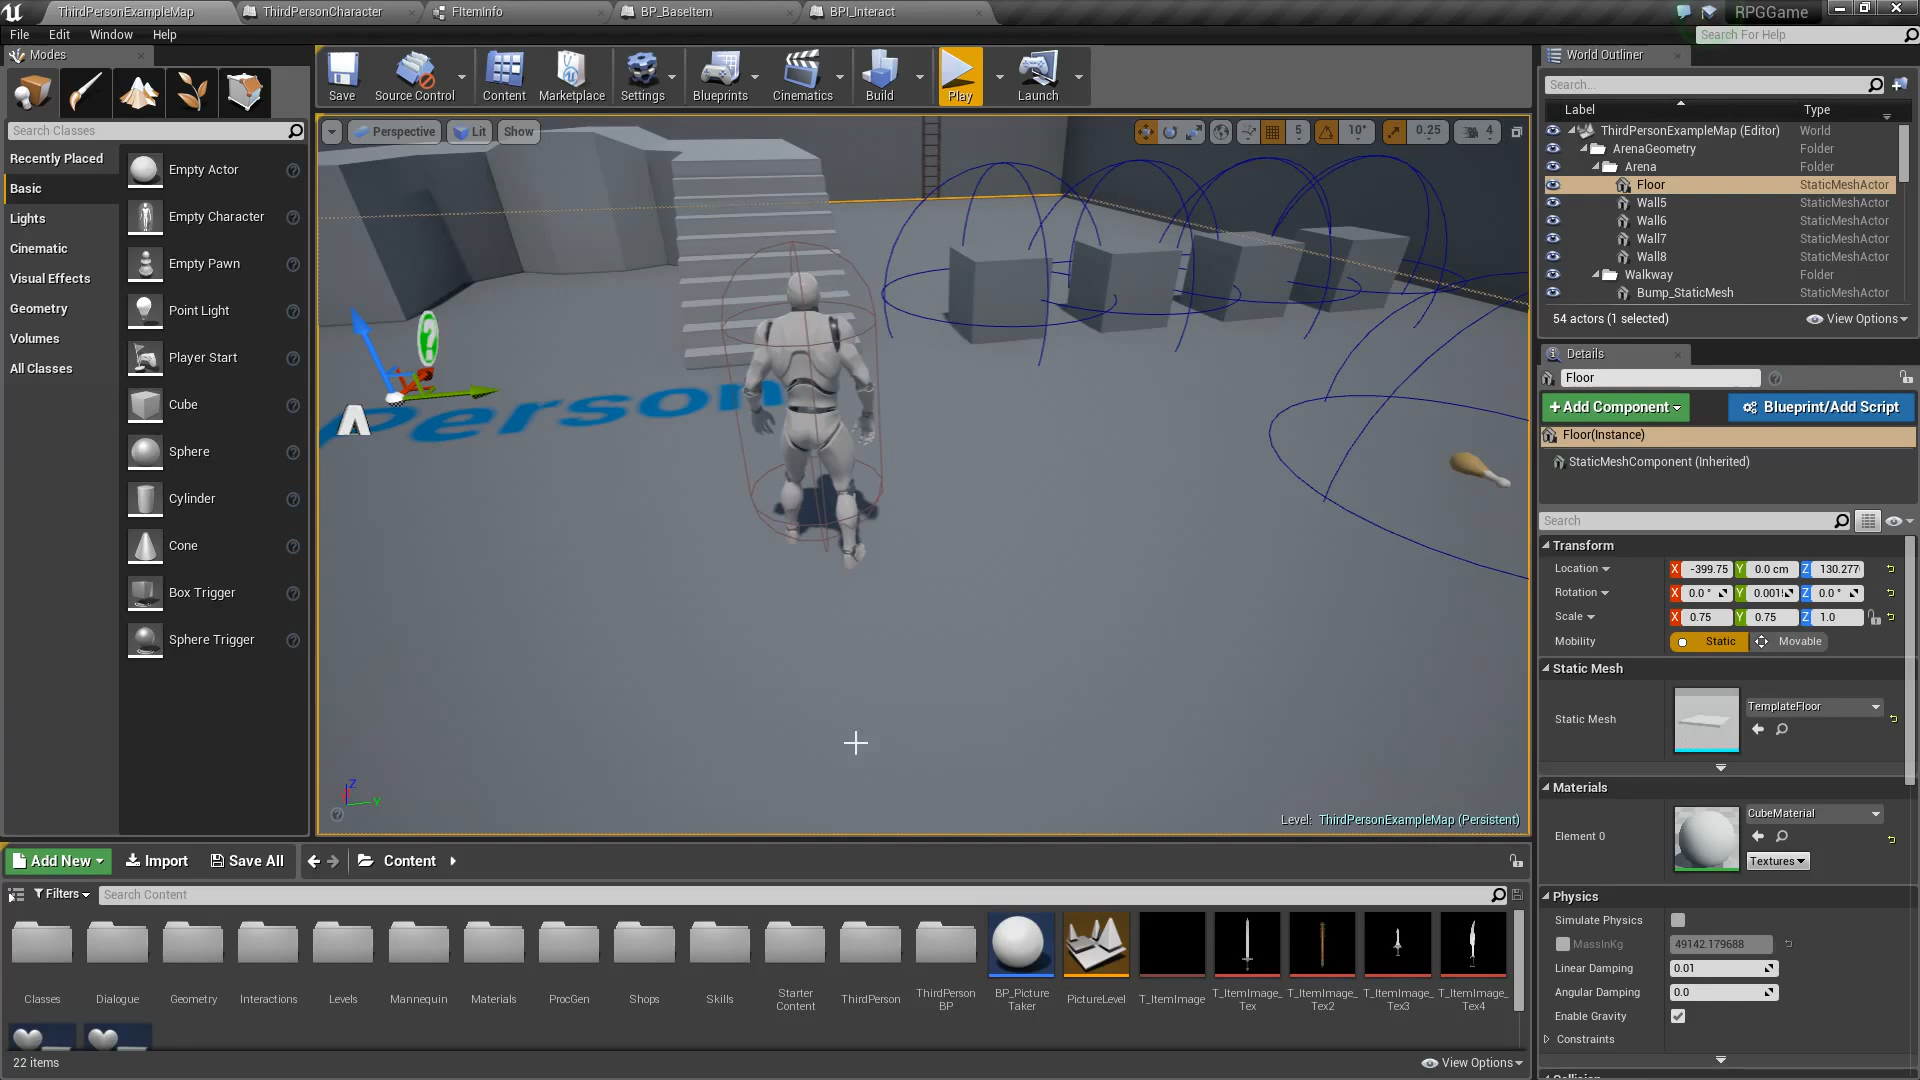 ThirdPersonExampleMap
ThirdPersonCharacter
FItemInfo
BP_BaseItem
BPI_Interact
RPGGame
File
Edit
Window
Help
Search For Help
Modes
Search Classes
Recently Placed
Basic
Lights
Cinematic
Visual Effects
Geometry
Volumes
All Classes
Empty Actor
Empty Character
Empty Pawn
Point Light
Player Start
Cube
Sphere
Cylinder
Cone
Box Trigger
Sphere Trigger
Save
Source Control
Content
Marketplace
Settings
Blueprints
Cinematics
Build
Play
Launch
Perspective
Lit
Show
5
10°
0.25
4
Person
Z
Y
Level: ThirdPersonExampleMap (Persistent)
World Outliner
Search...
Label
Type
ThirdPersonExampleMap (Editor) World
ArenaGeometry Folder
Arena Folder
Floor StaticMeshActor
Wall5 StaticMeshActor
Wall6 StaticMeshActor
Wall7 StaticMeshActor
Wall8 StaticMeshActor
Walkway Folder
Bump_StaticMesh StaticMeshActor
54 actors (1 selected)
View Options
Details
Floor
+Add Component
Blueprint/Add Script
Floor(Instance)
StaticMeshComponent (Inherited)
Search
Transform
Location X -399.75 Y 0.0 cm Z 130.277
Rotation X 0.0 ° Y 0.001 Z 0.0 °
Scale X 0.75 Y 0.75 Z 1.0
Mobility Static Movable
Static Mesh
Static Mesh
TemplateFloor
Materials
Element 0
CubeMaterial
Textures
Physics
Simulate Physics
MassInKg 49142.179688
Linear Damping 0.01
Angular Damping 0.0
Enable Gravity
Constraints
Add New
Import
Save All
Content
Filters
Search Content
Classes
Dialogue
Geometry
Interactions
Levels
Mannequin
Materials
ProcGen
Shops
Skills
Starter
Content
ThirdPerson
ThirdPerson
BP
BP_Picture
Taker
PictureLevel
T_ItemImage
T_ItemImage_
Tex
T_ItemImage_
Tex2
T_ItemImage_
Tex3
T_ItemImage_
Tex4
22 items
View Options